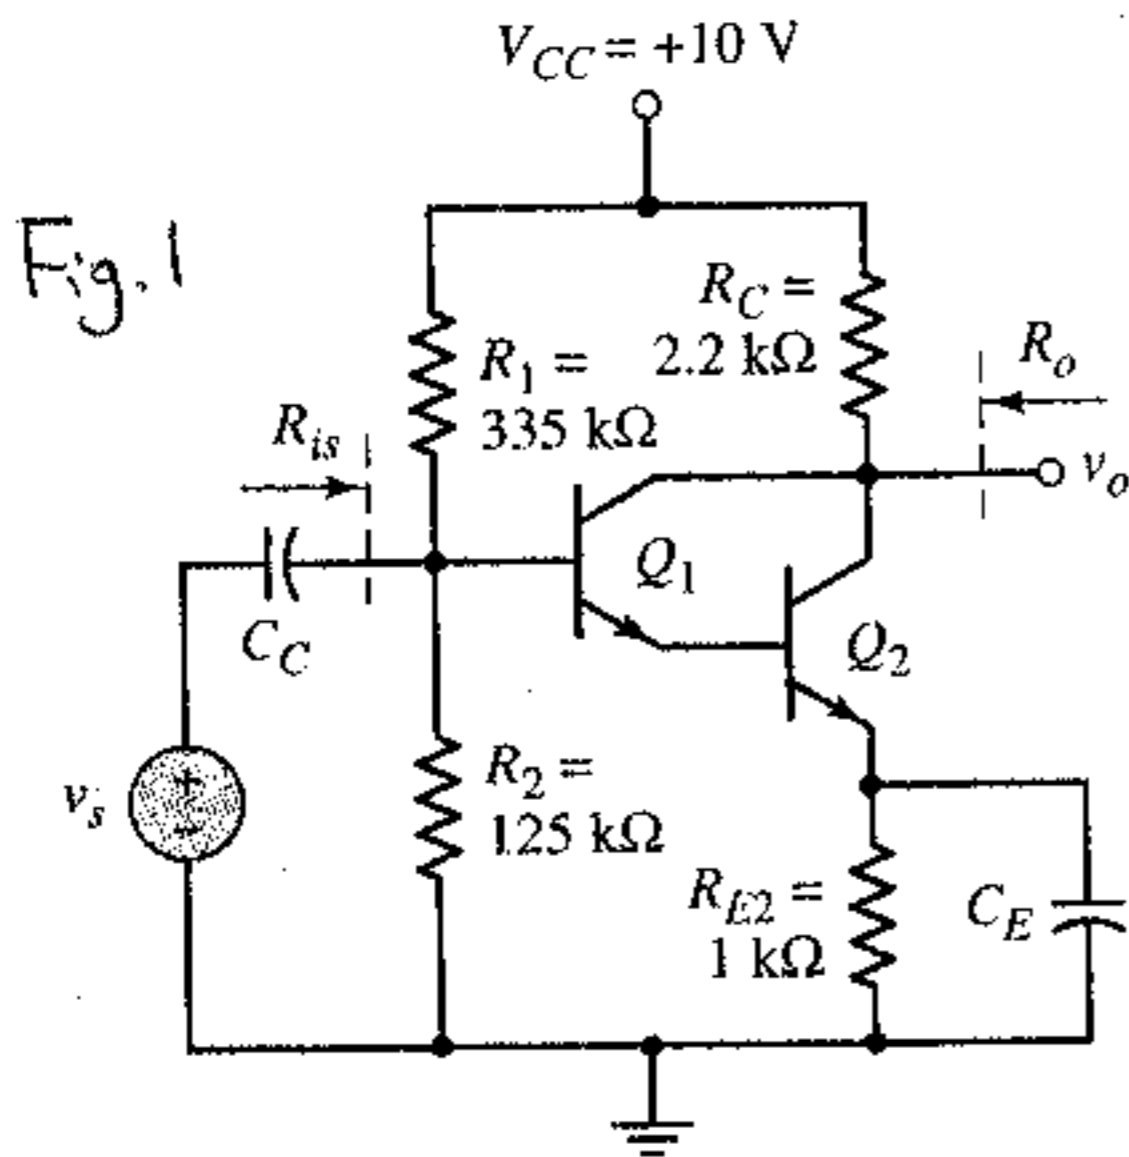 V_CC = +10 V
Fig. 1
R_C =
2.2 kΩ
R_o
R_1 =
335 kΩ
R_is
v_o
Q_1
C_C
Q_2
R_2 =
125 kΩ
v_s
+
−
R_E2 =
1 kΩ
C_E